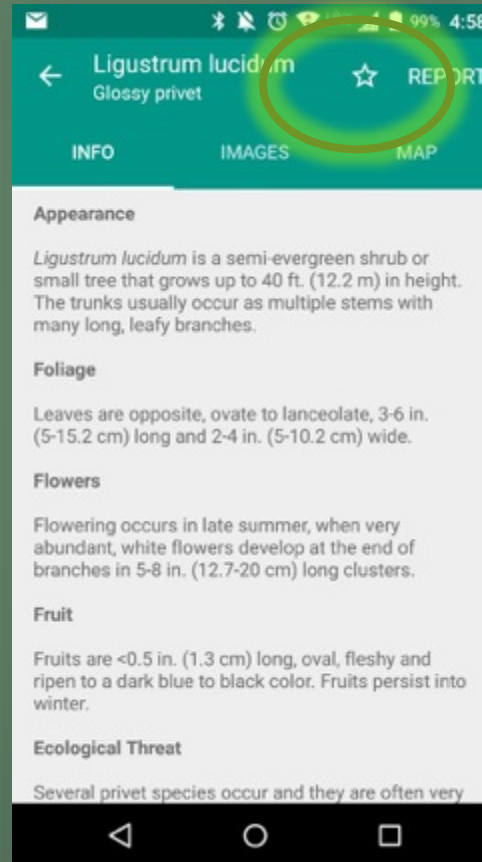 99% 4:58
Ligustrum lucidum
Glossy privet
REPORT
INFO IMAGES MAP
Appearance
Ligustrum lucidum is a semi-evergreen shrub or
small tree that grows up to 40 ft. (12.2 m) in height.
The trunks usually occur as multiple stems with
many long, leafy branches.
Foliage
Leaves are opposite, ovate to lanceolate, 3-6 in.
(5-15.2 cm) long and 2-4 in. (5-10.2 cm) wide.
Flowers
Flowering occurs in late summer, when very
abundant, white flowers develop at the end of
branches in 5-8 in. (12.7-20 cm) long clusters.
Fruit
Fruits are <0.5 in. (1.3 cm) long, oval, fleshy and
ripen to a dark blue to black color. Fruits persist into
winter.
Ecological Threat
Several privet species occur and they are often very